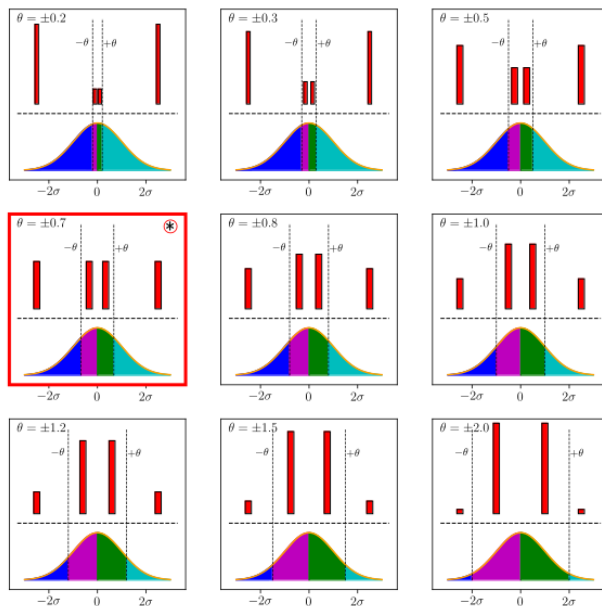 θ = ±0.2
−θ
+θ
−2σ 0 2σ
θ = ±0.3
−θ
+θ
−2σ 0 2σ
θ = ±0.5
−θ
+θ
−2σ 0 2σ
θ = ±0.7
*
−θ
+θ
−2σ 0 2σ
θ = ±0.8
−θ
+θ
−2σ 0 2σ
θ = ±1.0
−θ
+θ
−2σ 0 2σ
θ = ±1.2
−θ
+θ
−2σ 0 2σ
θ = ±1.5
−θ
+θ
−2σ 0 2σ
θ = ±2.0
−θ
+θ
−2σ 0 2σ